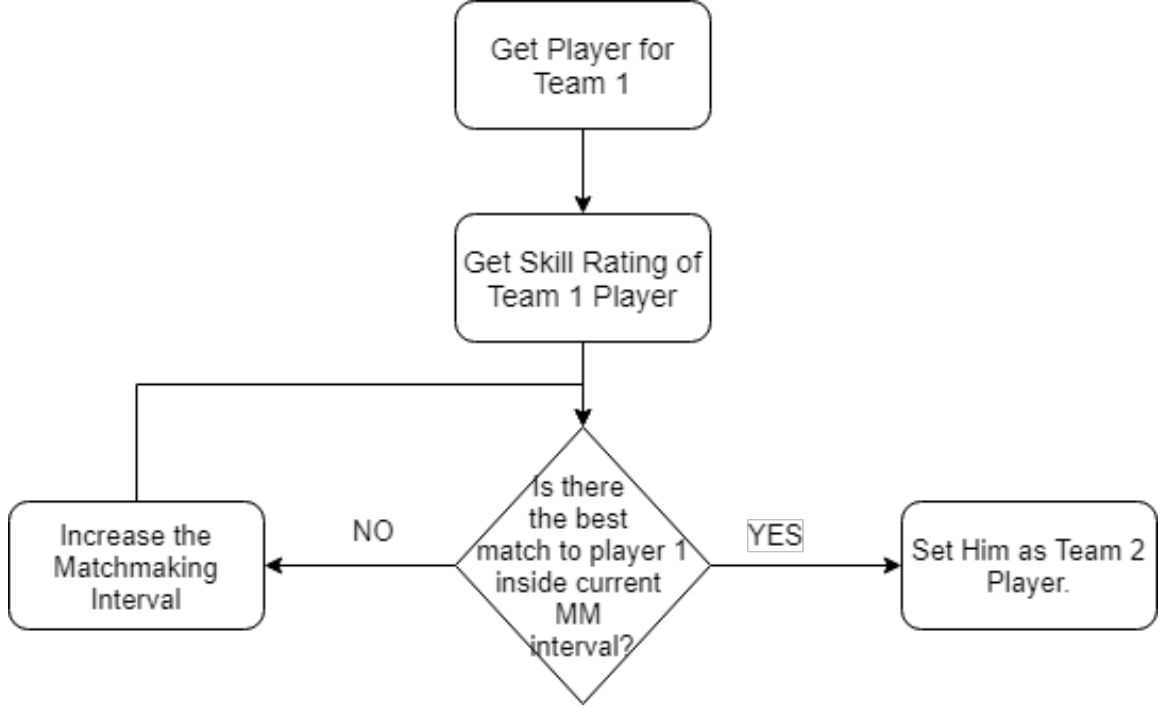 Get Player for
Team 1
Get Skill Rating of
Team 1 Player
Is there
the best
match to player 1
inside current
MM
interval?
NO
YES
Increase the
Matchmaking
Interval
Set Him as Team 2
Player.